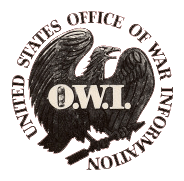 UNITED STATES OFFICE OF WAR INFORMATION
O.W.I.